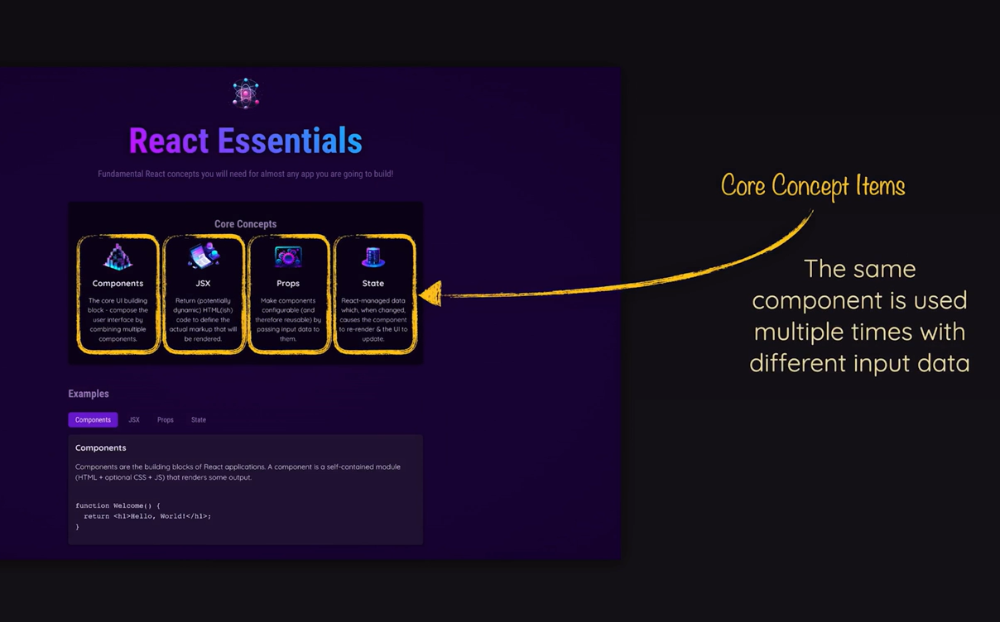 React Essentials
Fundamental React concepts you will need for almost any app you are going to build!
Core Concepts
Components
The core UI building
block - compose the
user interface by
combining multiple
components.
JSX
Return (potentially
dynamic) HTML(ish)
code to define the
actual markup that will
be rendered.
Props
Make components
configurable (and
therefore reusable) by
passing input data to
them.
State
React-managed data
which, when changed,
causes the component
to re-render & the UI to
update.
Examples
Components JSX Props State
Components
Components are the building blocks of React applications. A component is a self-contained module
(HTML + optional CSS + JS) that renders some output.
function Welcome() {
  return <h1>Hello, World!</h1>;
}
Core Concept Items
The same
component is used
multiple times with
different input data